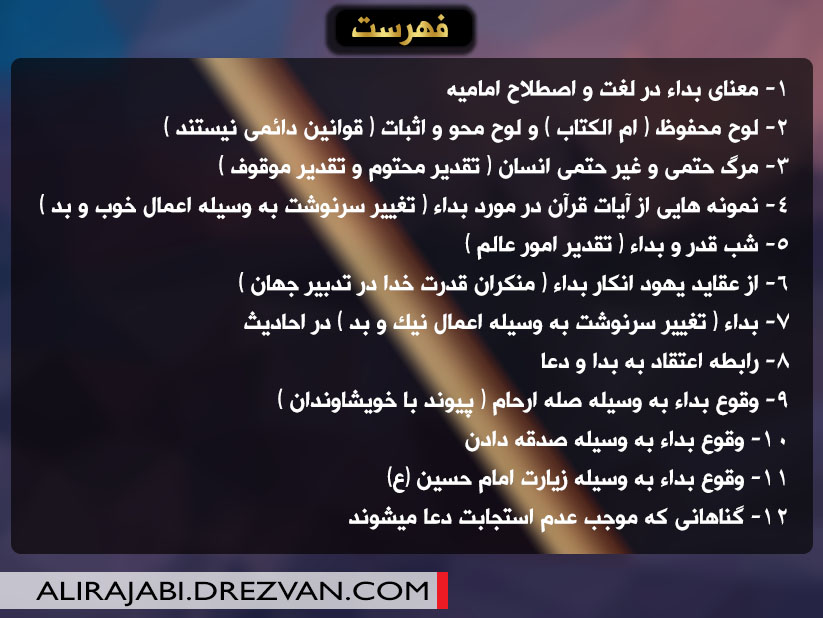 فهرست
۱- معنای بداء در لغت و اصطلاح امامیه
۲- لوح محفوظ ( ام الکتاب ) و لوح محو و اثبات ( قوانین دائمی نیستند )
۳- مرگ حتمی و غیر حتمی انسان ( تقدیر محتوم و تقدیر موقوف )
٤- نمونه هایی از آیات قرآن در مورد بداء ( تغییر سرنوشت به وسیله اعمال خوب و بد )
۵- شب قدر و بداء ( تقدیر امور عالم )
٦- از عقاید یهود انکار بداء ( منکران قدرت خدا در تدبیر جهان )
۷- بداء ( تغییر سرنوشت به وسیله اعمال نیك و بد ) در احادیث
۸- رابطه اعتقاد به بدا و دعا
۹- وقوع بداء به وسیله صله ارحام ( پیوند با خویشاوندان )
۱۰- وقوع بداء به وسیله صدقه دادن
۱۱- وقوع بداء به وسیله زیارت امام حسین (ع)
۱۲- گناهانی که موجب عدم استجابت دعا میشوند
ALIRAJABI.DREZVAN.COM